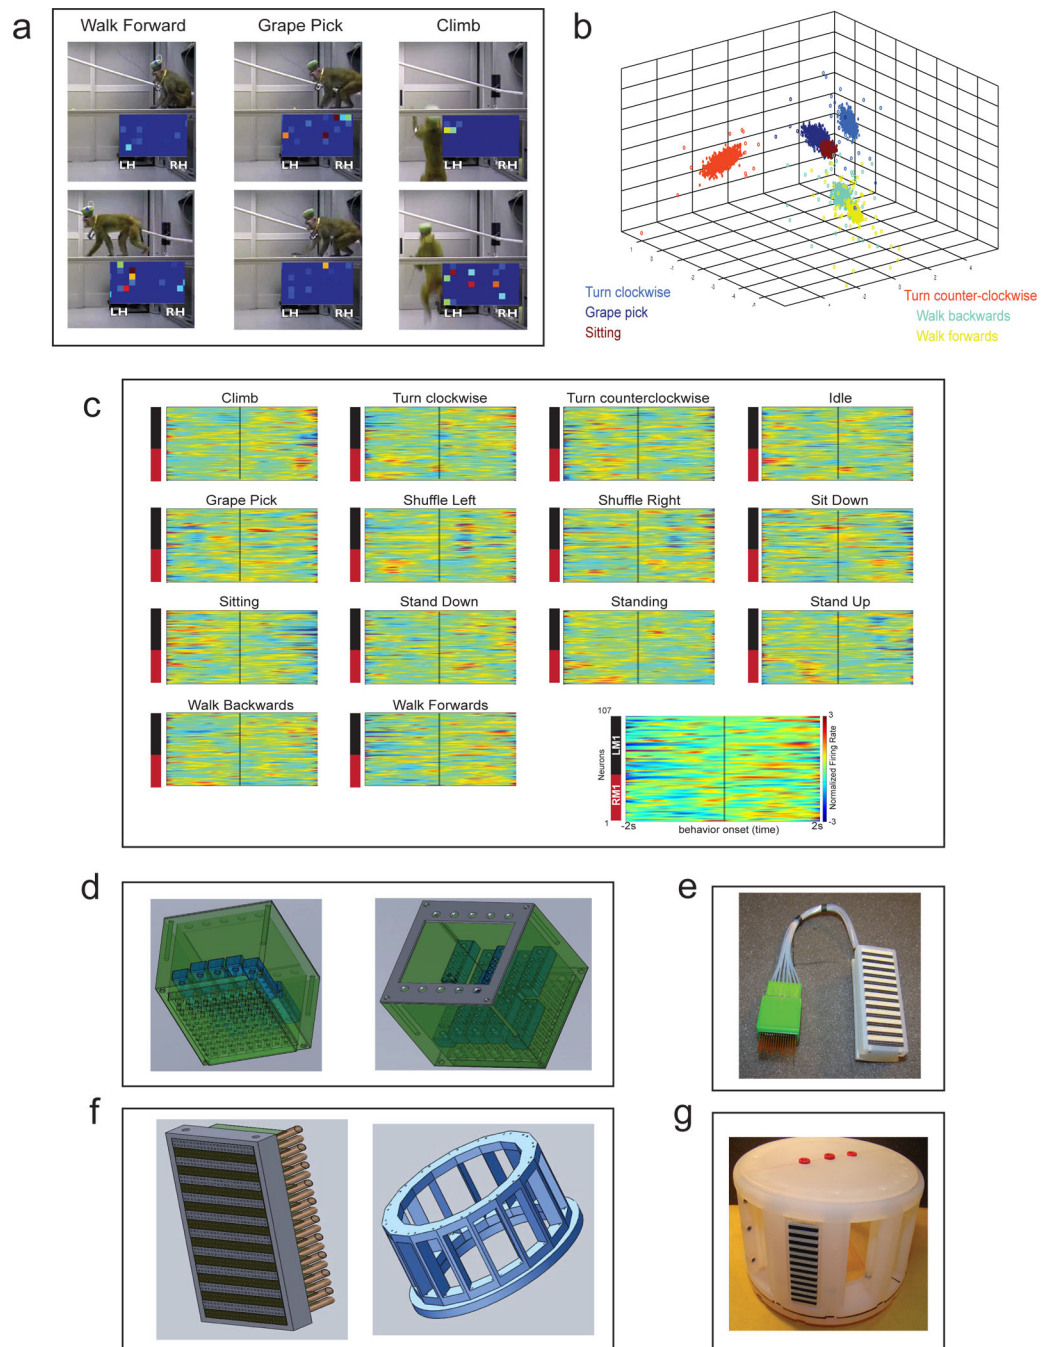 a
Walk Forward
Grape Pick
Climb
LH RH
LH RH
LH RH
LH RH
LH RH
LH RH
b
Turn clockwise
Grape pick
Sitting
Turn counter-clockwise
Walk backwards
Walk forwards
c
Climb
Turn clockwise
Turn counterclockwise
Idle
Grape Pick
Shuffle Left
Shuffle Right
Sit Down
Sitting
Stand Down
Standing
Stand Up
Walk Backwards
Walk Forwards
107
Neurons
1
LM1
RM1
-2s
behavior onset (time)
2s
3
Normalized Firing Rate
-3
d
e
f
g